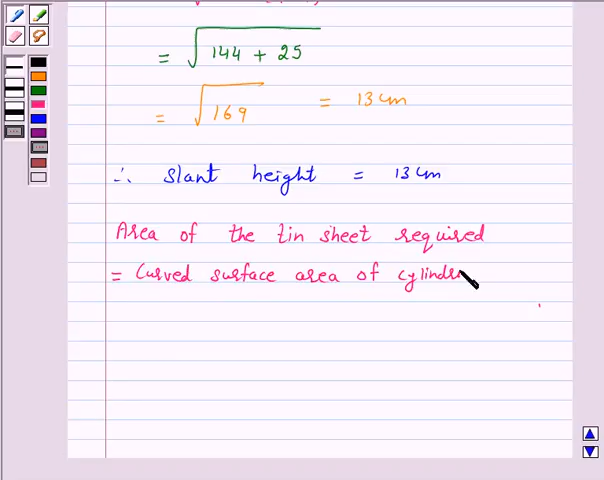 = √144 + 25
= √169 = 13 cm
∴ Slant height = 13 cm
Area of the tin sheet required
= Curved surface area of cylinder